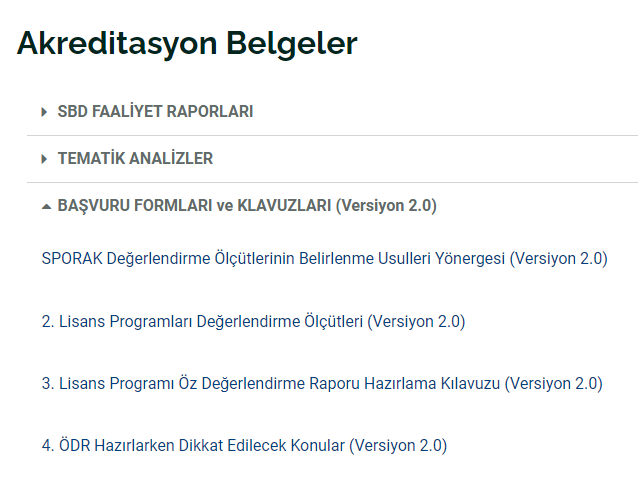 Akreditasyon Belgeler
SBD FAALİYET RAPORLARI
TEMATİK ANALİZLER
BAŞVURU FORMLARI ve KLAVUZLARI (Versiyon 2.0)
SPORAK Değerlendirme Ölçütlerinin Belirlenme Usulleri Yönergesi (Versiyon 2.0)
2. Lisans Programları Değerlendirme Ölçütleri (Versiyon 2.0)
3. Lisans Programı Öz Değerlendirme Raporu Hazırlama Kılavuzu (Versiyon 2.0)
4. ÖDR Hazırlarken Dikkat Edilecek Konular (Versiyon 2.0)